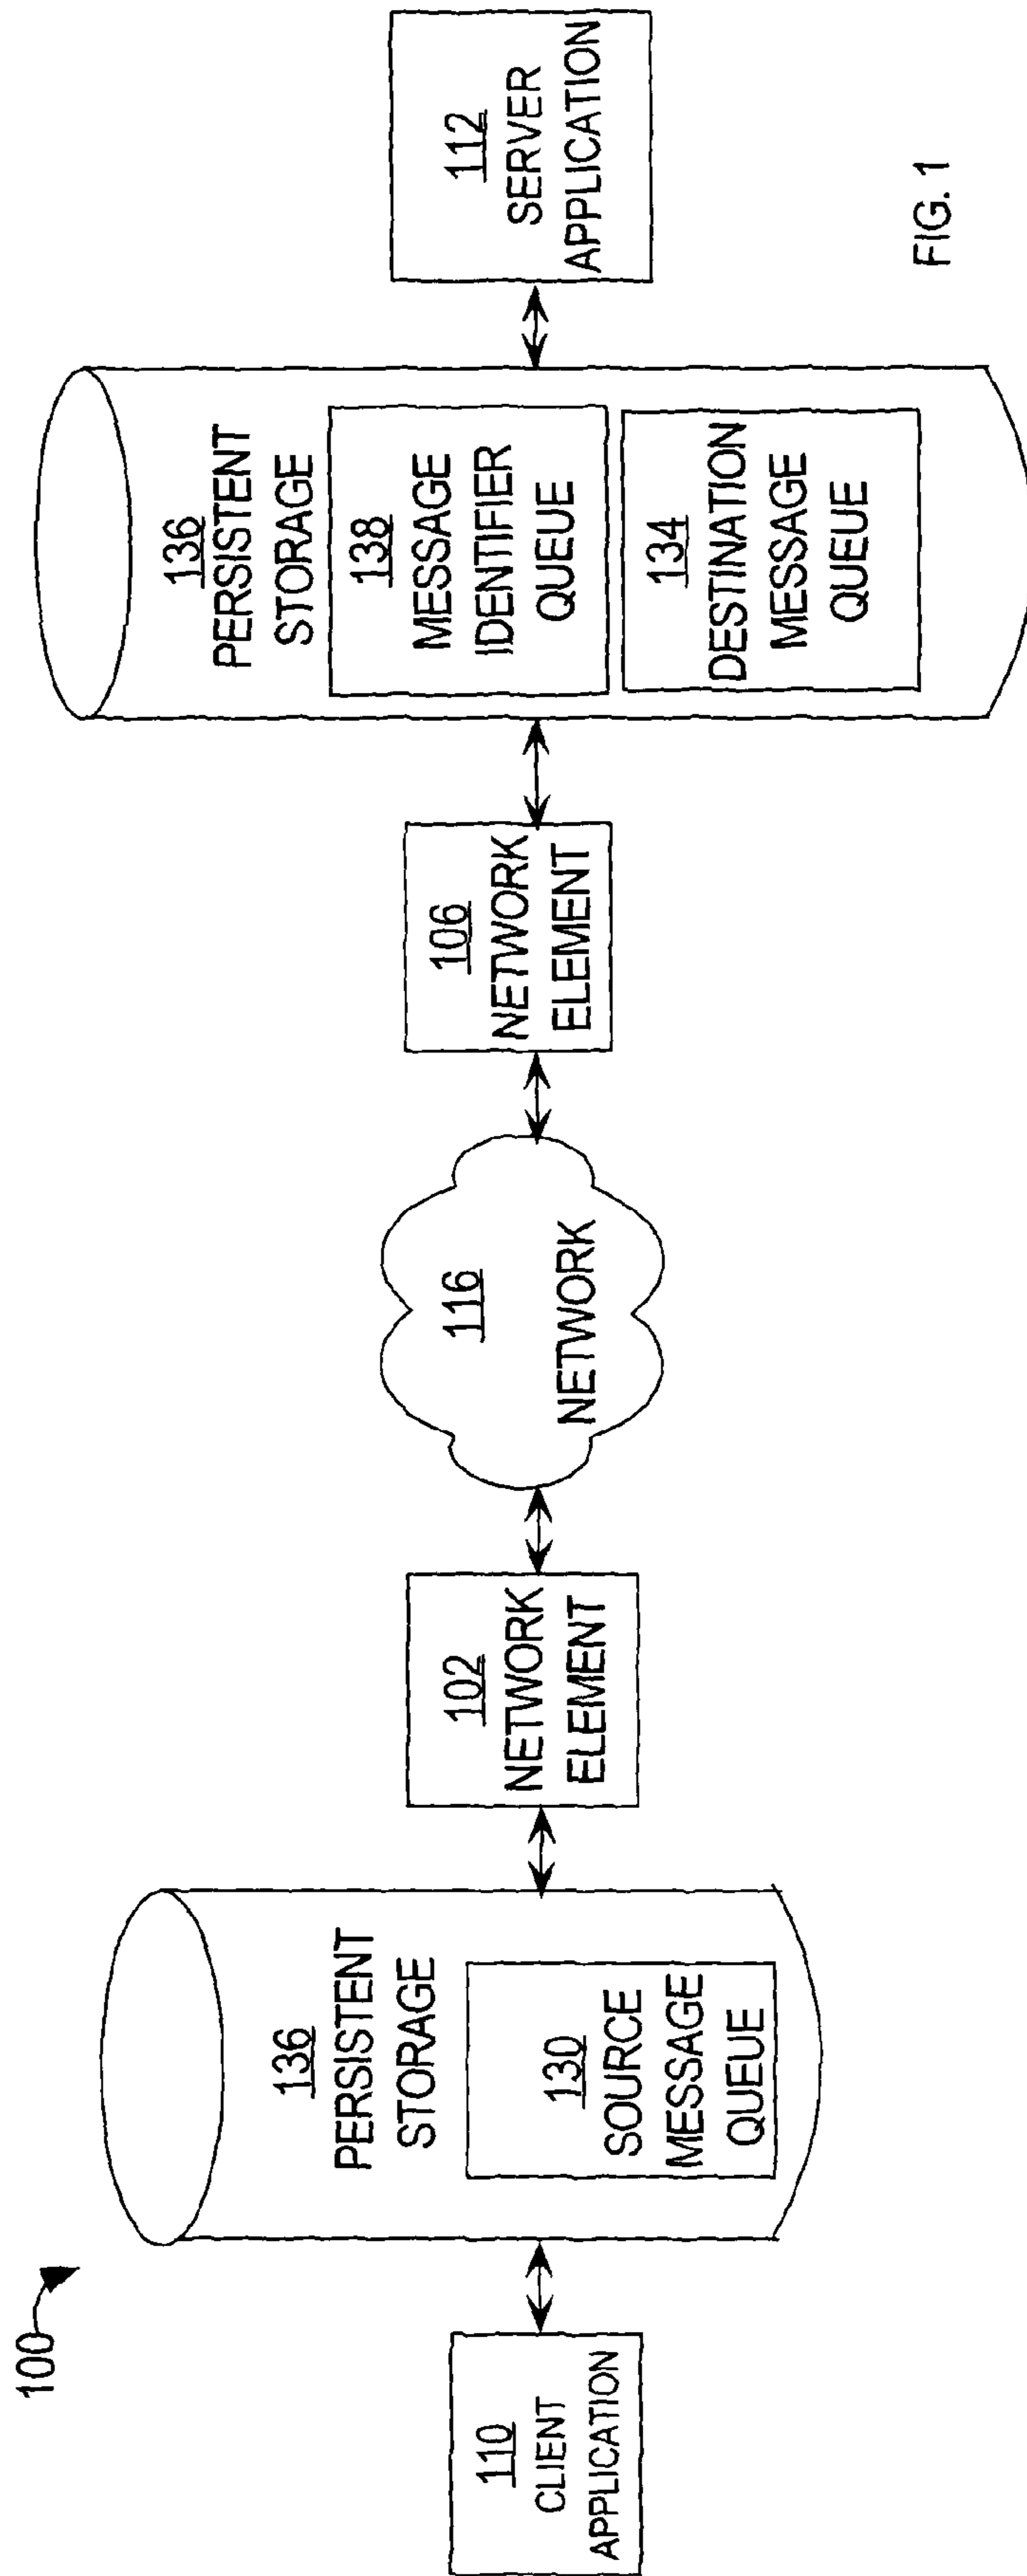 100
110
CLIENT
APPLICATION
136
PERSISTENT
STORAGE
130
SOURCE
MESSAGE
QUEUE
102
NETWORK
ELEMENT
116
NETWORK
106
NETWORK
ELEMENT
136
PERSISTENT
STORAGE
138
MESSAGE
IDENTIFIER
QUEUE
134
DESTINATION
MESSAGE
QUEUE
112
SERVER
APPLICATION
FIG. 1